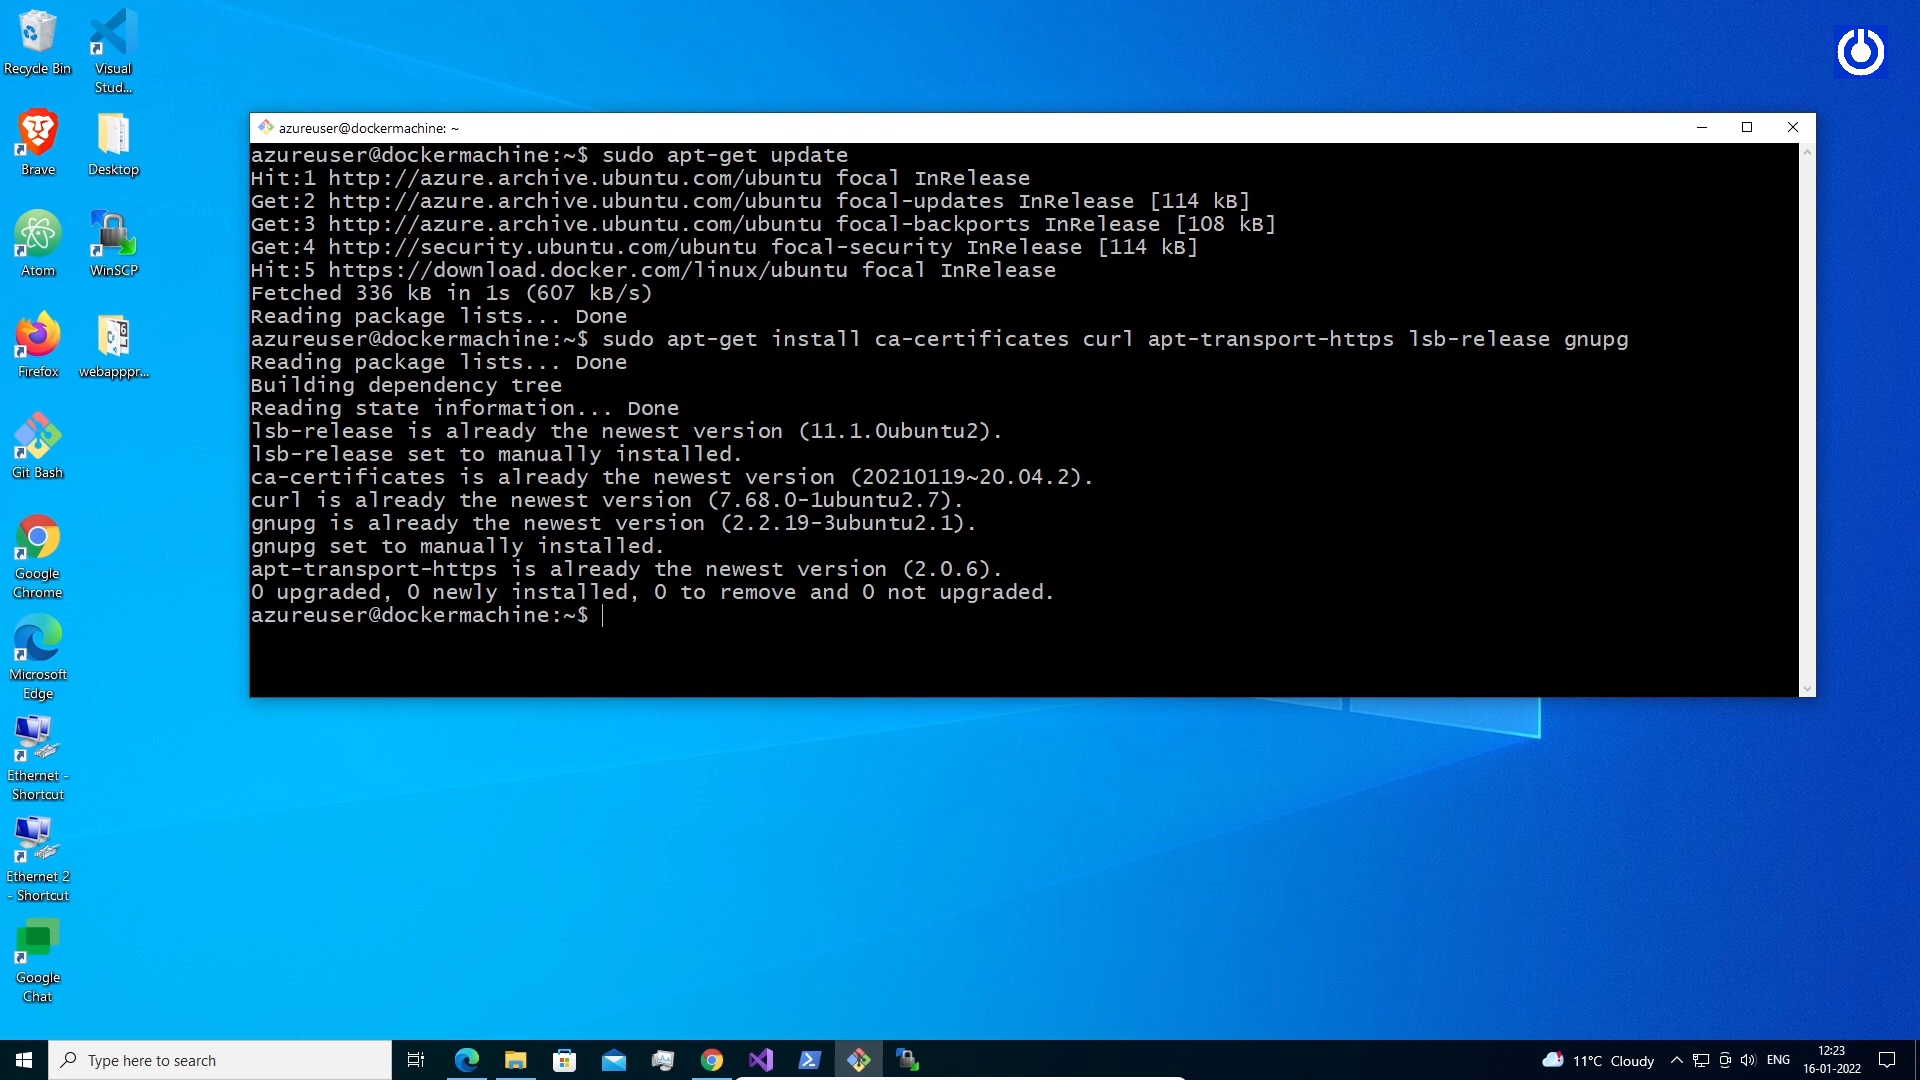 Recycle Bin
Visual
Stud...
Brave
Desktop
Atom
WinSCP
Firefox
webapppr...
Git Bash
Google
Chrome
Microsoft
Edge
Ethernet -
Shortcut
Ethernet 2
- Shortcut
Google
Chat
azureuser@dockermachine: ~
azureuser@dockermachine:~$ sudo apt-get update
Hit:1 http://azure.archive.ubuntu.com/ubuntu focal InRelease
Get:2 http://azure.archive.ubuntu.com/ubuntu focal-updates InRelease [114 kB]
Get:3 http://azure.archive.ubuntu.com/ubuntu focal-backports InRelease [108 kB]
Get:4 http://security.ubuntu.com/ubuntu focal-security InRelease [114 kB]
Hit:5 https://download.docker.com/linux/ubuntu focal InRelease
Fetched 336 kB in 1s (607 kB/s)
Reading package lists... Done
azureuser@dockermachine:~$ sudo apt-get install ca-certificates curl apt-transport-https lsb-release gnupg
Reading package lists... Done
Building dependency tree
Reading state information... Done
lsb-release is already the newest version (11.1.0ubuntu2).
lsb-release set to manually installed.
ca-certificates is already the newest version (20210119~20.04.2).
curl is already the newest version (7.68.0-1ubuntu2.7).
gnupg is already the newest version (2.2.19-3ubuntu2.1).
gnupg set to manually installed.
apt-transport-https is already the newest version (2.0.6).
0 upgraded, 0 newly installed, 0 to remove and 0 not upgraded.
azureuser@dockermachine:~$
Type here to search
11°C Cloudy
ENG
12:23
16-01-2022